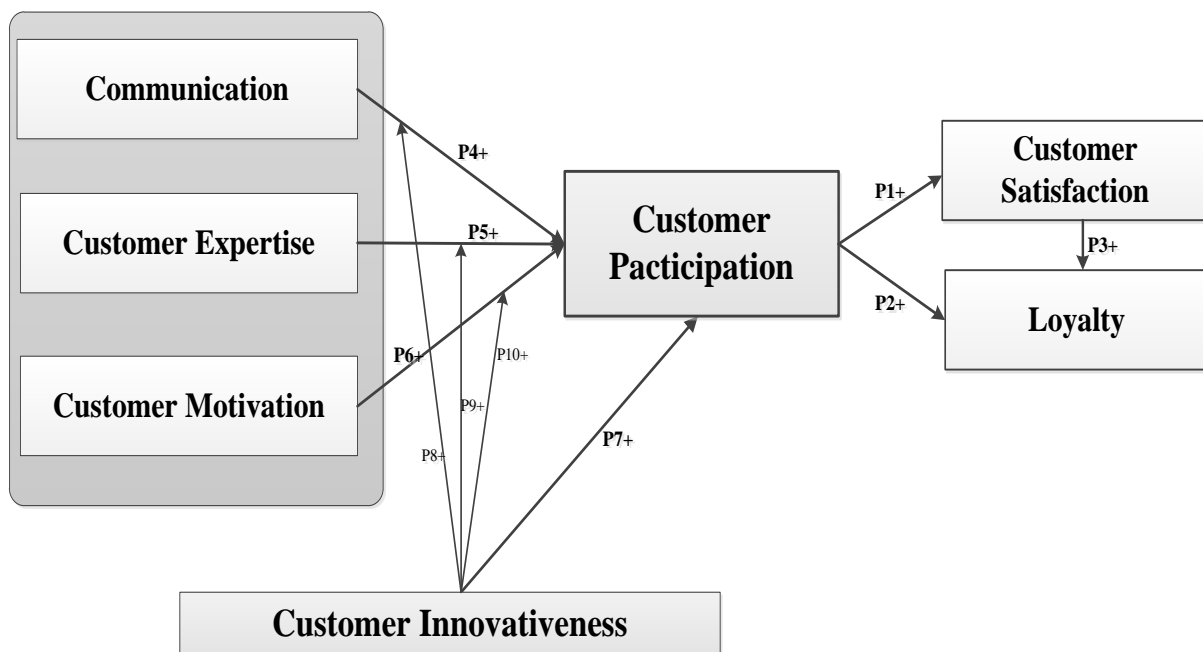 Communication
P4+
Customer Expertise
P5+
Customer Motivation
P6+
P8+
P9+
P10+
P7+
Customer
Pacticipation
P1+
P2+
Customer
Satisfaction
P3+
Loyalty
Customer Innovativeness